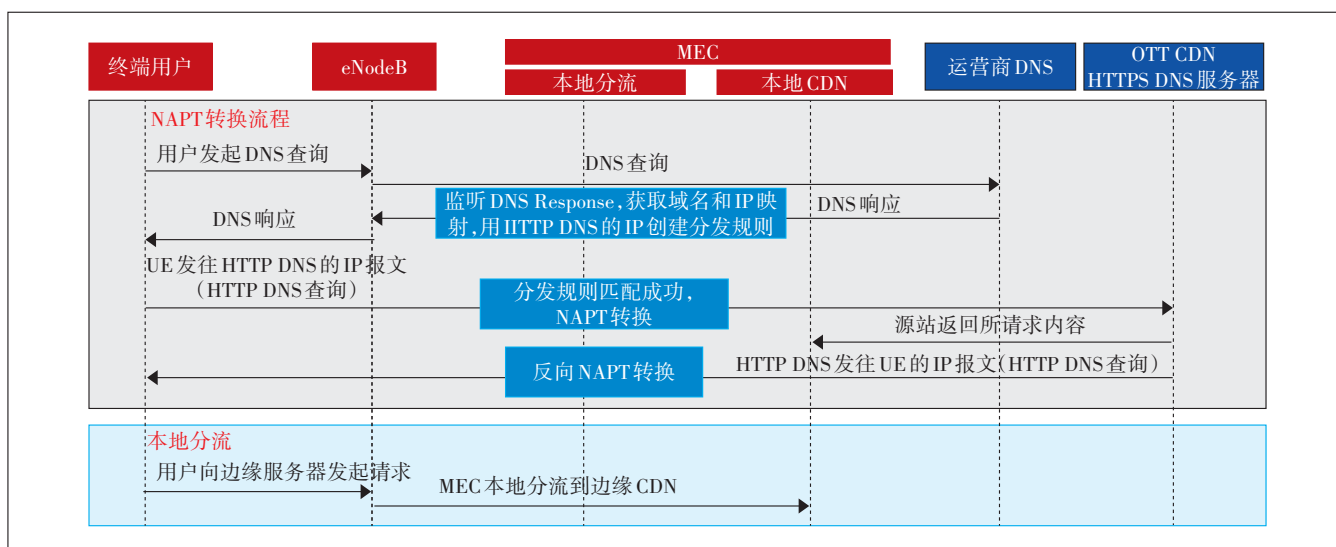 终端用户
eNodeB
MEC
本地分流
本地CDN
运营商DNS
OTT CDN
HTTPS DNS服务器
NAPT转换流程
用户发起DNS查询
DNS查询
监听DNS Response,获取域名和IP映
射,用HTTP DNS的IP创建分发规则
DNS响应
DNS响应
UE发往HTTP DNS的IP报文
(HTTP DNS查询)
分发规则匹配成功,
NAPT转换
源站返回所请求内容
HTTP DNS发往UE的IP报文(HTTP DNS查询)
反向NAPT转换
本地分流
用户向边缘服务器发起请求
MEC本地分流到边缘CDN